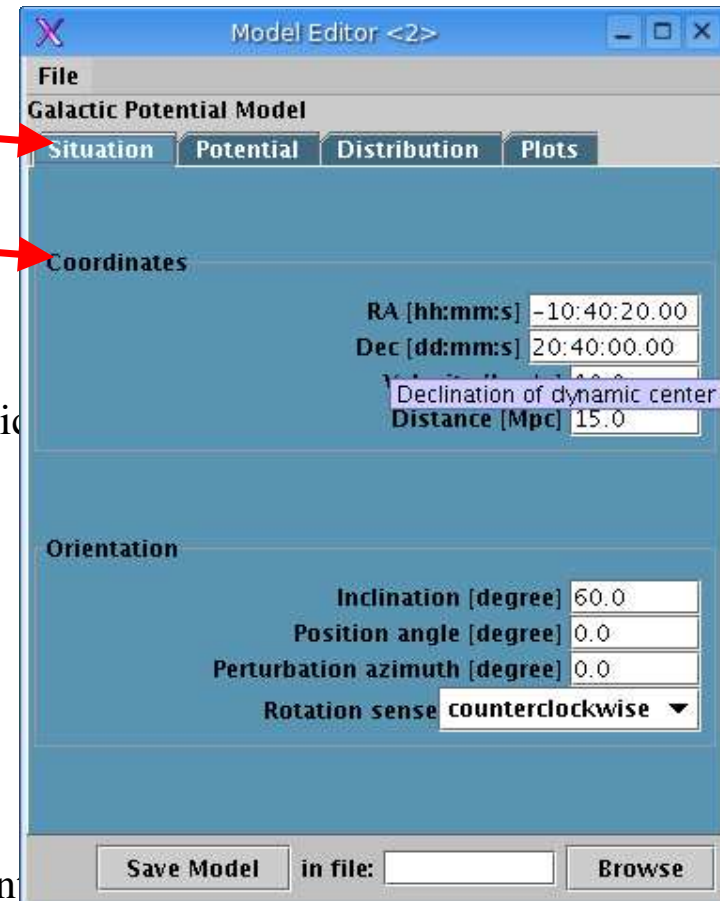 Model Editor <2>
File
Galactic Potential Model
Situation Potential Distribution Plots
Coordinates
RA [hh:mm:s] -10:40:20.00
Dec [dd:mm:s] 20:40:00.00
Declination of dynamic center
Distance [Mpc] 15.0
Orientation
Inclination [degree] 60.0
Position angle [degree] 0.0
Perturbation azimuth [degree] 0.0
Rotation sense counterclockwise
Save Model in file: Browse